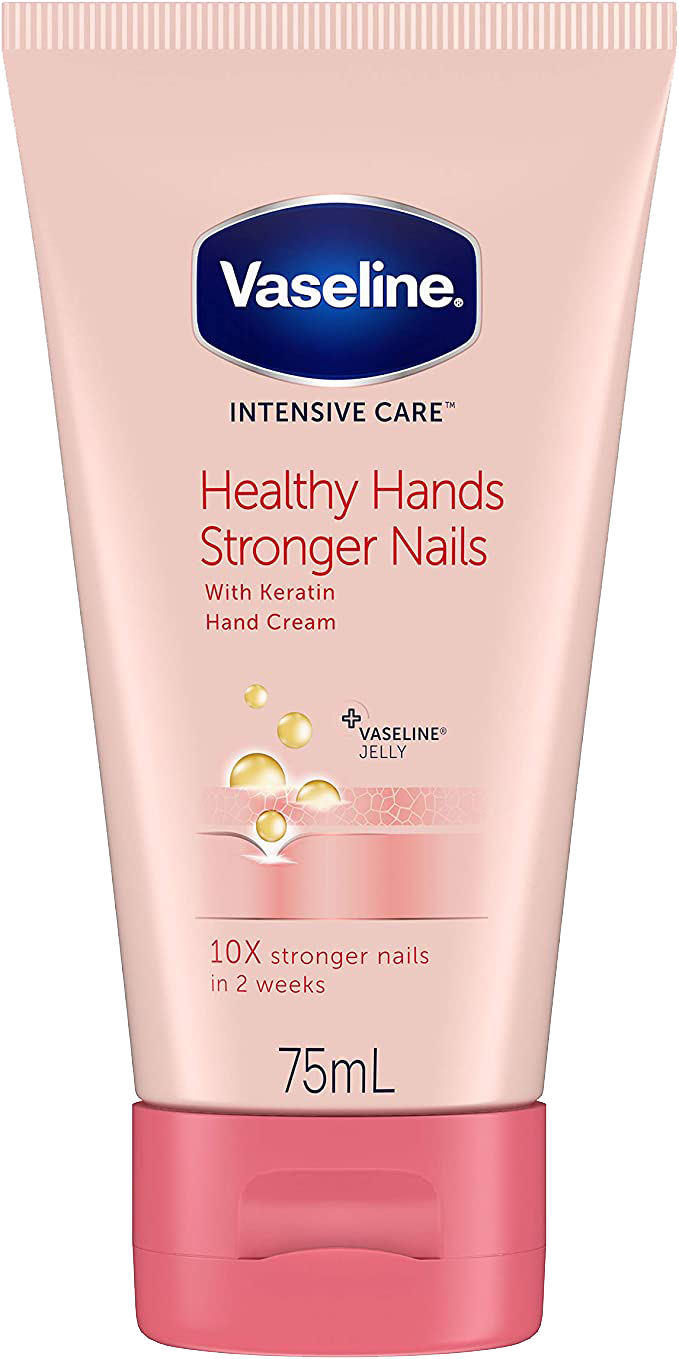 Vaseline®
INTENSIVE CARE™
Healthy Hands
Stronger Nails
With Keratin
Hand Cream
VASELINE®
JELLY
10X stronger nails
in 2 weeks
75mL